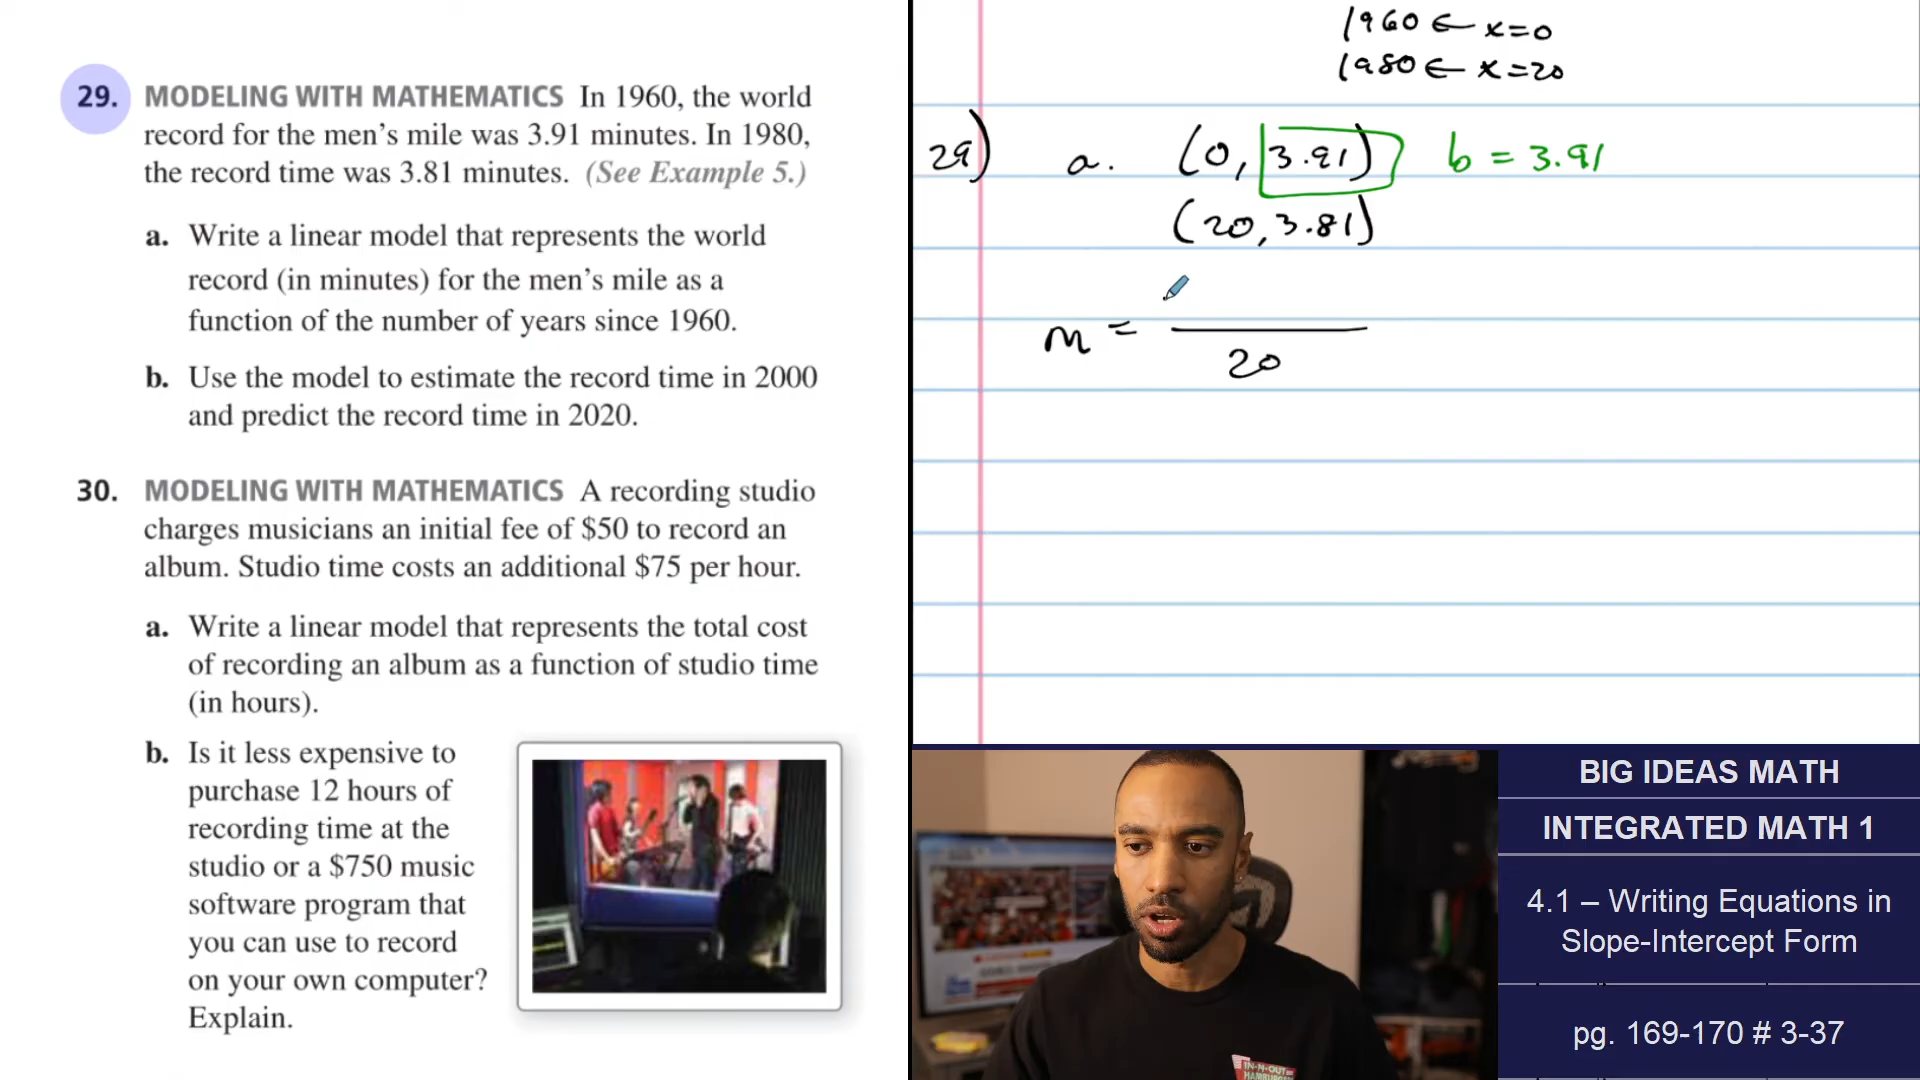 29. MODELING WITH MATHEMATICS In 1960, the world
record for the men's mile was 3.91 minutes. In 1980,
the record time was 3.81 minutes. (See Example 5.)
a. Write a linear model that represents the world
record (in minutes) for the men's mile as a
function of the number of years since 1960.
b. Use the model to estimate the record time in 2000
and predict the record time in 2020.
30. MODELING WITH MATHEMATICS A recording studio
charges musicians an initial fee of $50 to record an
album. Studio time costs an additional $75 per hour.
a. Write a linear model that represents the total cost
of recording an album as a function of studio time
(in hours).
b. Is it less expensive to
purchase 12 hours of
recording time at the
studio or a $750 music
software program that
you can use to record
on your own computer?
Explain.
1960 ← x=0
1980 ← x=20
29) a. (0, 3.91) b = 3.91
(20, 3.81)
m =
20
IN-N-OUT
HAMBURGERS
BIG IDEAS MATH
INTEGRATED MATH 1
4.1 – Writing Equations in
Slope-Intercept Form
pg. 169-170 # 3-37